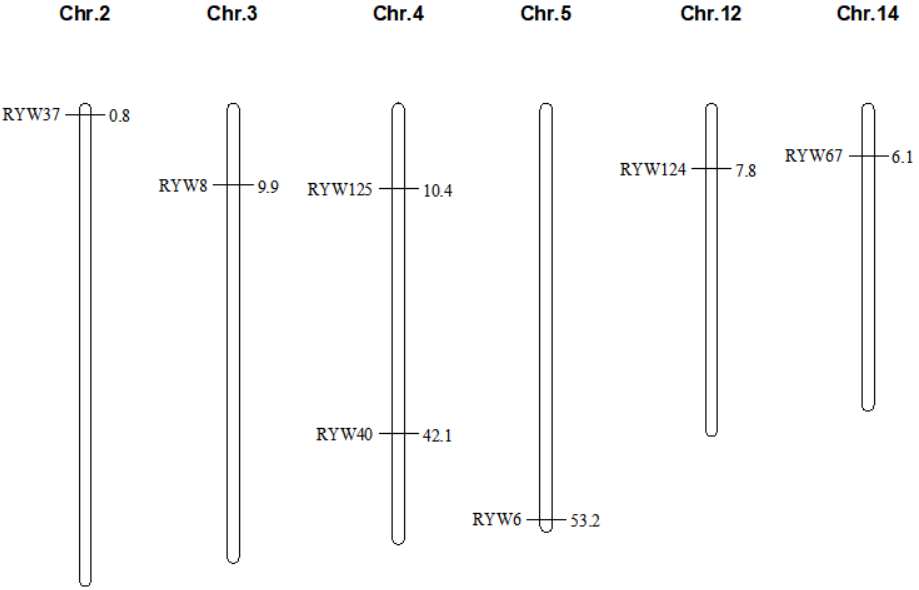 Chr.2 Chr.3 Chr.4 Chr.5 Chr.12 Chr.14
RYW37 0.8
RYW67 6.1
RYW124 7.8
RYW8 9.9
RYW125 10.4
RYW40 42.1
RYW6 53.2